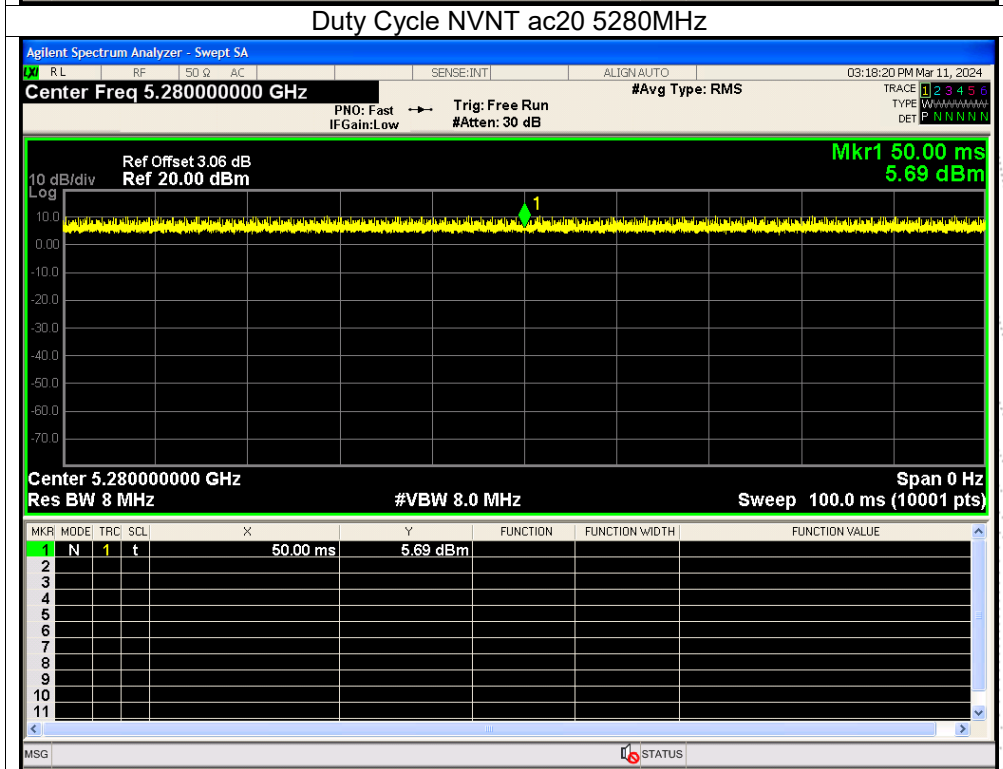 Duty Cycle NVNT ac20 5280MHz
Agilent Spectrum Analyzer - Swept SA
LXI RL RF 50 Ω AC SENSE:INT ALIGNAUTO 03:18:20 PM Mar 11, 2024
Center Freq 5.280000000 GHz #Avg Type: RMS TRACE 1 2 3 4 5 6
PNO: Fast Trig: Free Run TYPE WWWWWW
IFGain:Low #Atten: 30 dB DET P N N N N N
Mkr1 50.00 ms
Ref Offset 3.06 dB
5.69 dBm
10 dB/div Ref 20.00 dBm
Log
1
10.0
0.00
-10.0
-20.0
-30.0
-40.0
-50.0
-60.0
-70.0
Center 5.280000000 GHz Span 0 Hz
Res BW 8 MHz #VBW 8.0 MHz Sweep 100.0 ms (10001 pts)
MKR MODE TRC SCL X Y FUNCTION FUNCTION WIDTH FUNCTION VALUE
1 N 1 t 50.00 ms 5.69 dBm
2
3
4
5
6
7
8
9
10
11
MSG STATUS